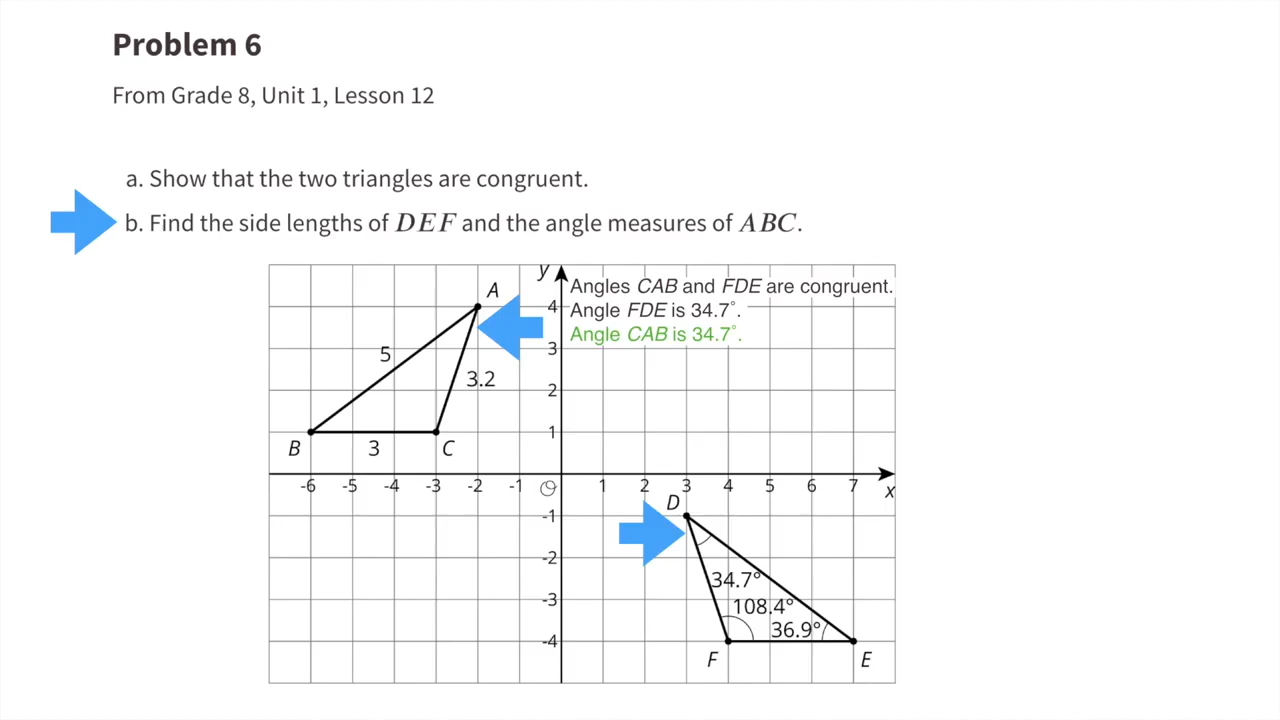 Problem 6
From Grade 8, Unit 1, Lesson 12
a. Show that the two triangles are congruent.
b. Find the side lengths of DEF and the angle measures of ABC.
y
Angles CAB and FDE are congruent.
A
4
Angle FDE is 34.7°.
Angle CAB is 34.7°.
3
5
3.2
2
1
B
3
C
-6 -5 -4 -3 -2 -1 O 1 2 3 4 5 6 7 x
D
-1
-2
34.7°
-3
108.4°
36.9°
-4
F
E